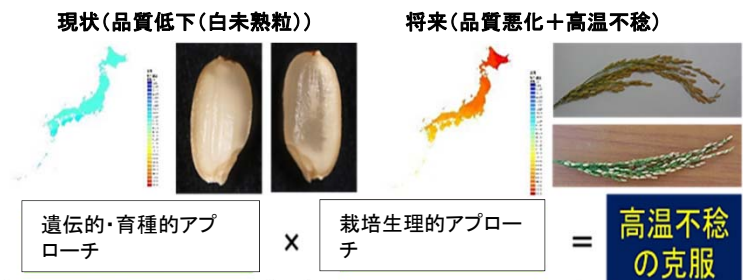 現状（品質低下（白未熟粒））
将来（品質悪化＋高温不稔）
遺伝的・育種的アプ
ローチ
×
栽培生理的アプロー
チ
＝
高温不稔
の克服